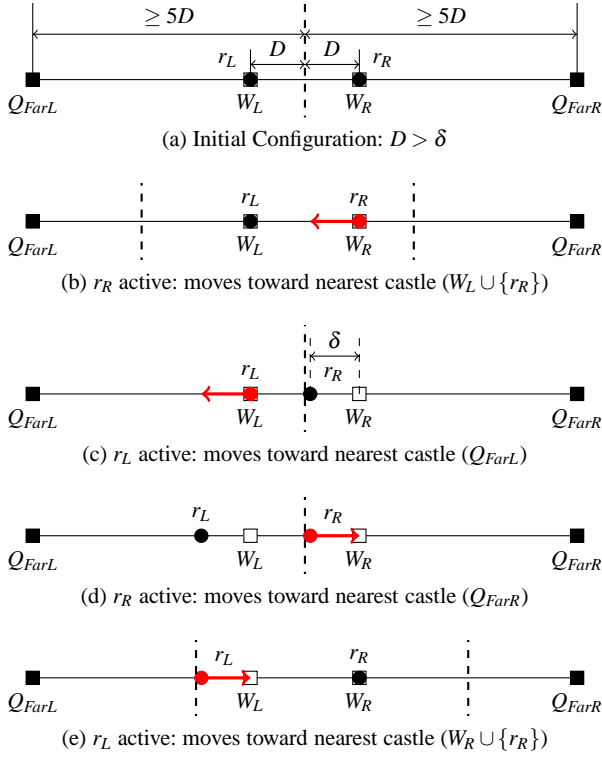 ≥ 5D ≥ 5D
r_L D D r_R
Q_FarL W_L W_R Q_FarR
(a) Initial Configuration: D > δ
r_L r_R
Q_FarL W_L W_R Q_FarR
(b) r_R active: moves toward nearest castle (W_L ∪ {r_R})
δ
r_L r_R
Q_FarL W_L W_R Q_FarR
(c) r_L active: moves toward nearest castle (Q_FarL)
r_L r_R
Q_FarL W_L W_R Q_FarR
(d) r_R active: moves toward nearest castle (Q_FarR)
r_L r_R
Q_FarL W_L W_R Q_FarR
(e) r_L active: moves toward nearest castle (W_R ∪ {r_R})